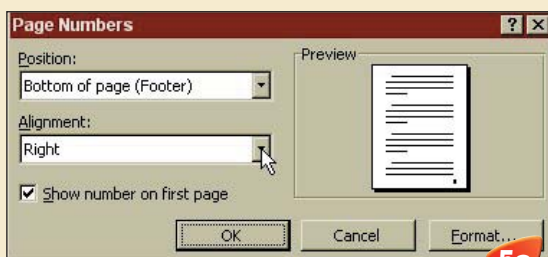 Page Numbers
Position:
Bottom of page (Footer)
Alignment:
Right
Show number on first page
Preview
OK
Cancel
Format...